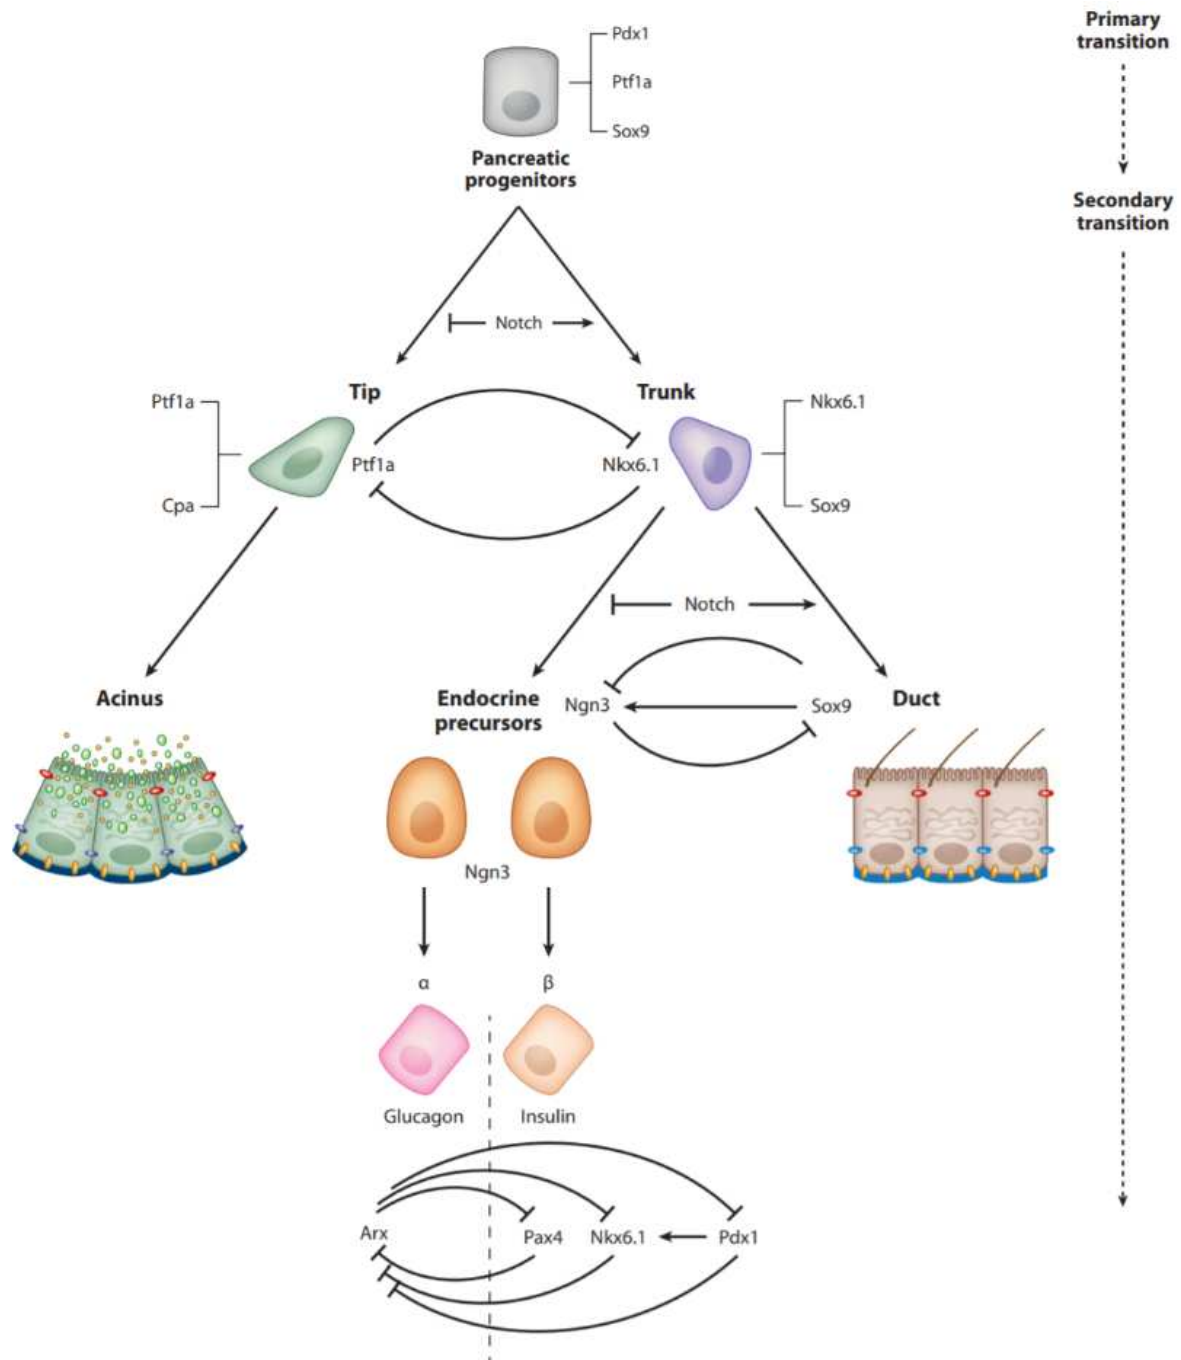 Primary
transition
Pdx1
Ptf1a
Sox9
Pancreatic
progenitors
Secondary
transition
Notch
Tip
Trunk
Ptf1a
Cpa
Ptf1a
Nkx6.1
Nkx6.1
Sox9
Notch
Acinus
Endocrine
precursors
Ngn3
Sox9
Duct
Ngn3
α
β
Glucagon
Insulin
Arx
Pax4
Nkx6.1
Pdx1